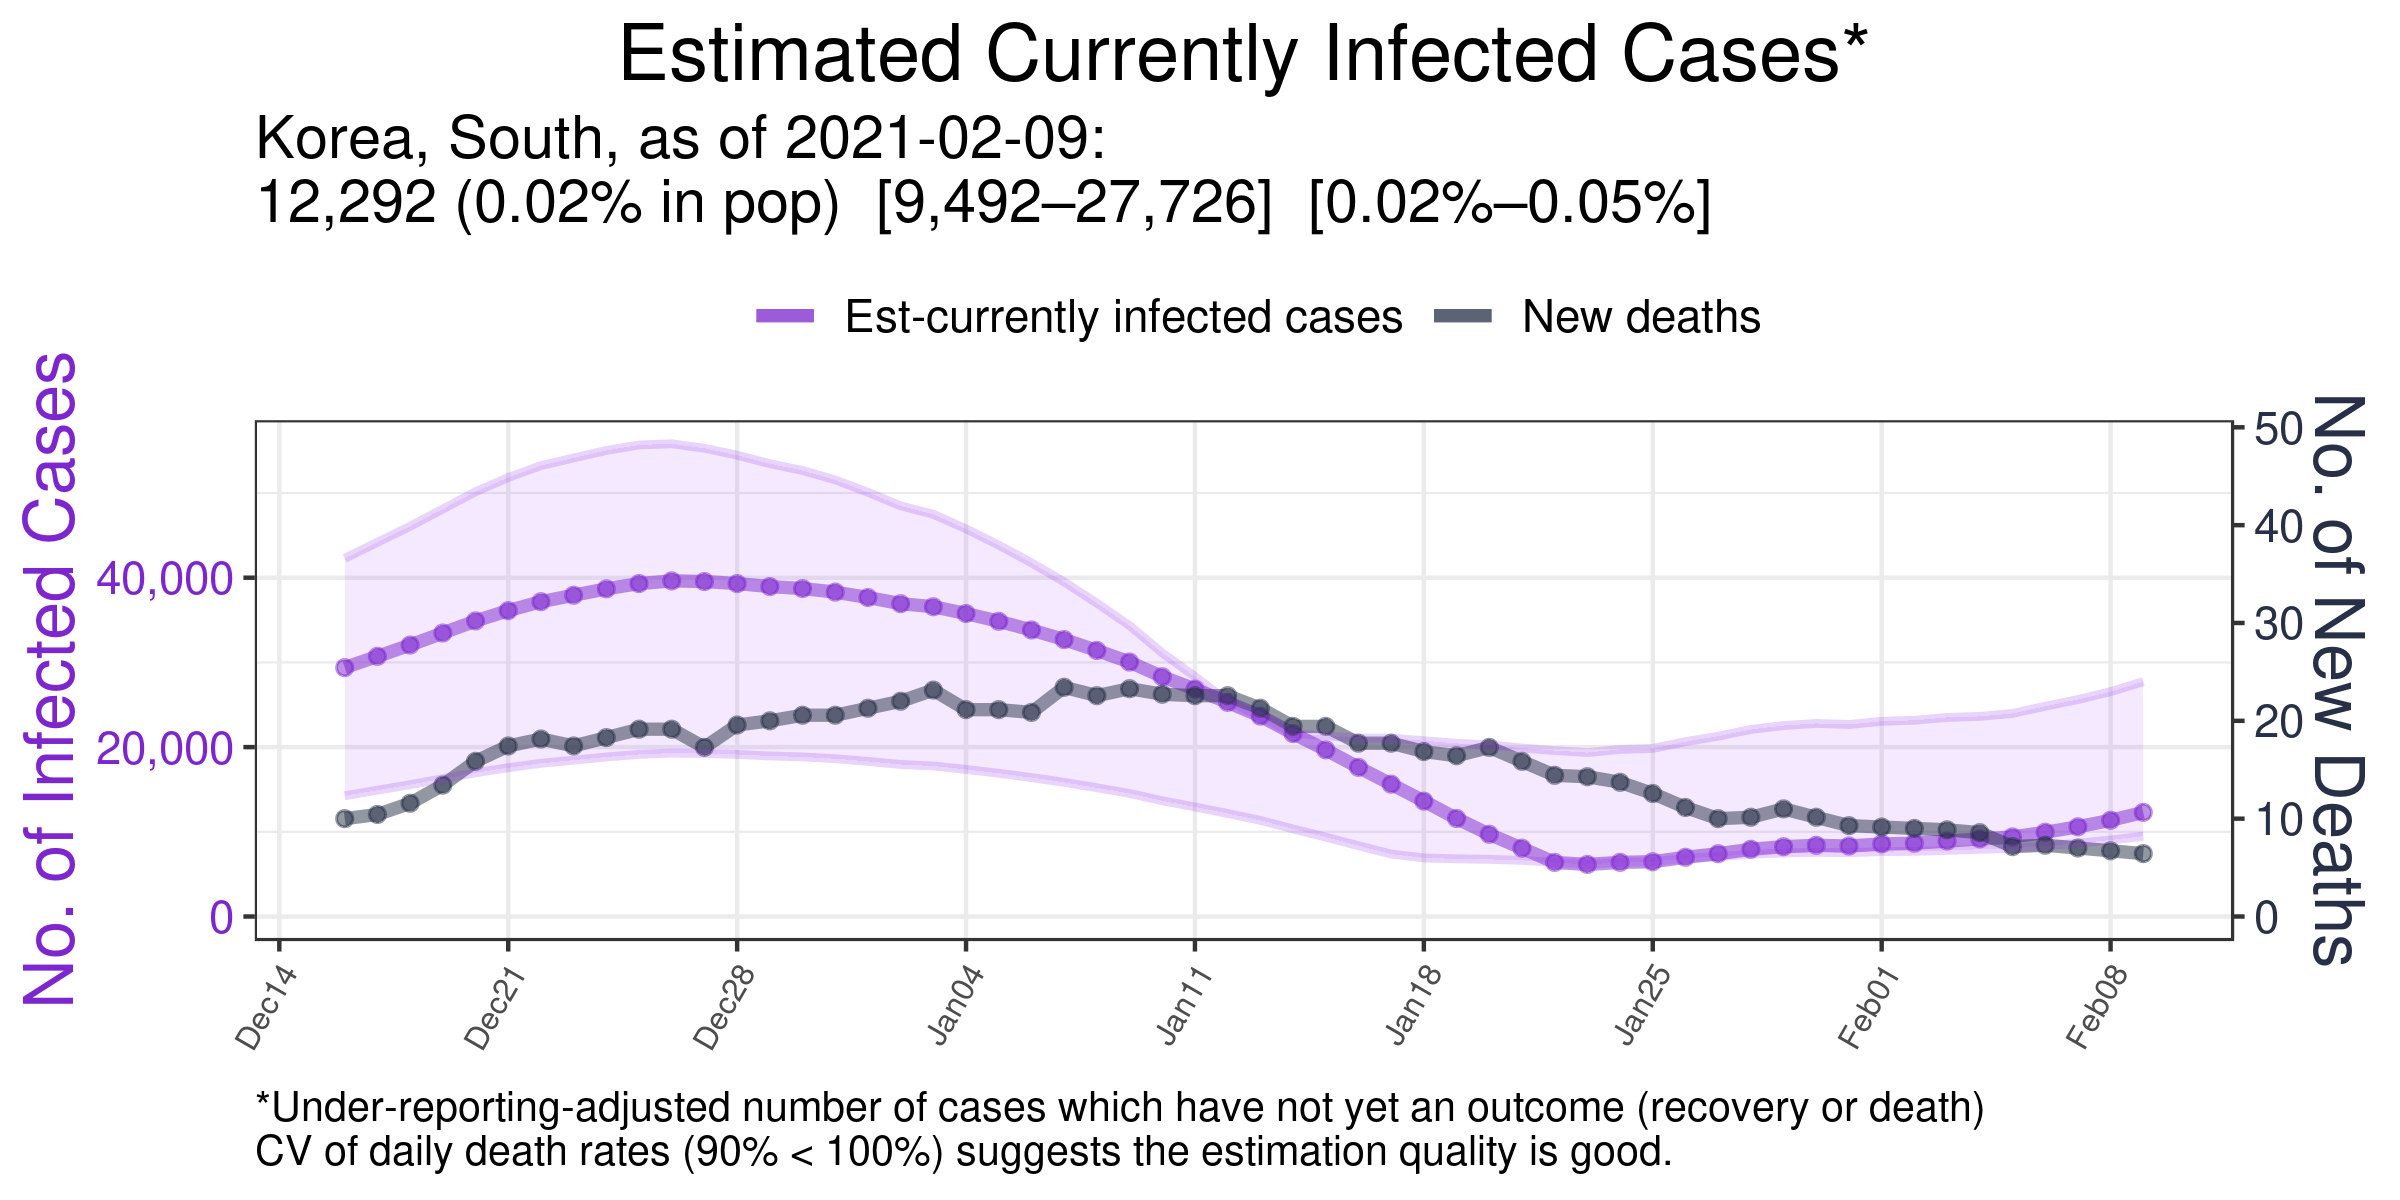 Estimated Currently Infected Cases*
Korea, South, as of 2021-02-09:
12,292 (0.02% in pop)  [9,492–27,726]  [0.02%–0.05%]
Est-currently infected cases
New deaths
No. of Infected Cases
40,000
20,000
0
50
40
30
20
10
0
No. of New Deaths
Dec14
Dec21
Dec28
Jan04
Jan11
Jan18
Jan25
Feb01
Feb08
*Under-reporting-adjusted number of cases which have not yet an outcome (recovery or death)
CV of daily death rates (90% < 100%) suggests the estimation quality is good.